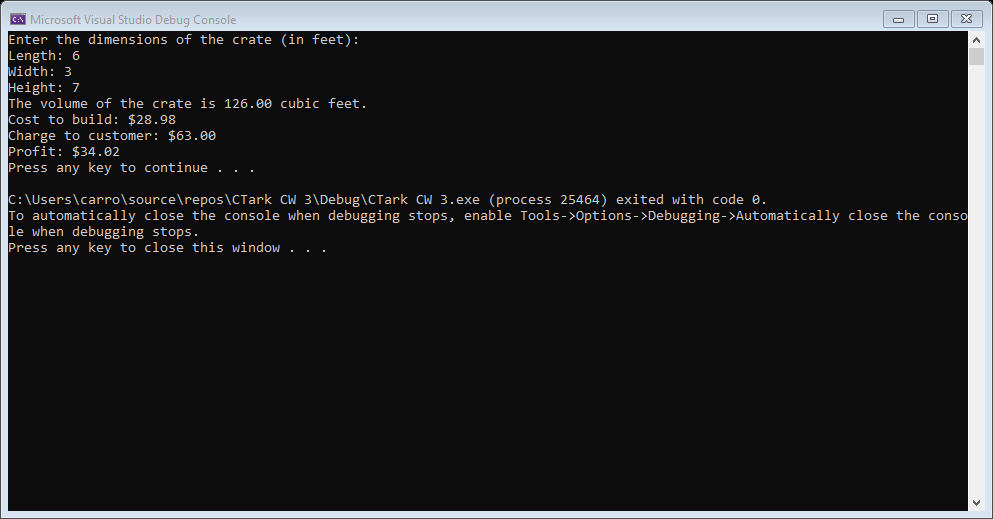 Microsoft Visual Studio Debug Console
Enter the dimensions of the crate (in feet):
Length: 6
Width: 3
Height: 7
The volume of the crate is 126.00 cubic feet.
Cost to build: $28.98
Charge to customer: $63.00
Profit: $34.02
Press any key to continue . . .
C:\Users\carro\source\repos\CTark CW 3\Debug\CTark CW 3.exe (process 25464) exited with code 0.
To automatically close the console when debugging stops, enable Tools->Options->Debugging->Automatically close the conso
le when debugging stops.
Press any key to close this window . . .